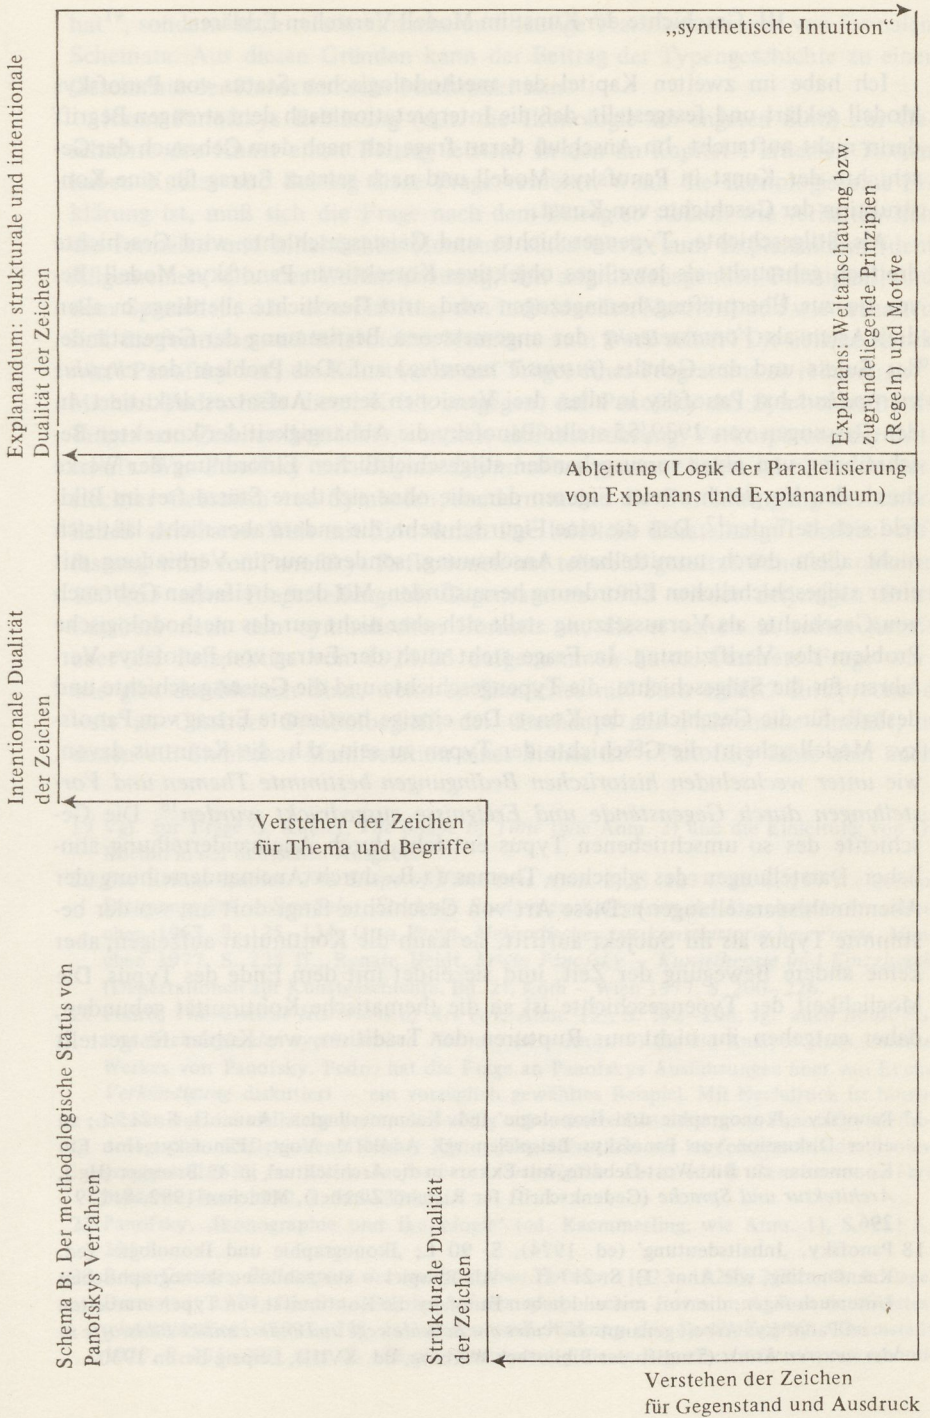 Schema B: Der methodologische Status von
Panofskys Verfahren
„synthetische Intuition“
Explanandum: strukturale und intentionale
Dualität der Zeichen
Explanans: Weltanschauung bzw.
zugrundeliegende Prinzipien
(Regeln) und Motive
Ableitung (Logik der Parallelisierung
von Explanans und Explanandum)
Intentionale Dualität
der Zeichen
Verstehen der Zeichen
für Thema und Begriffe
Strukturale Dualität
der Zeichen
Verstehen der Zeichen
für Gegenstand und Ausdruck